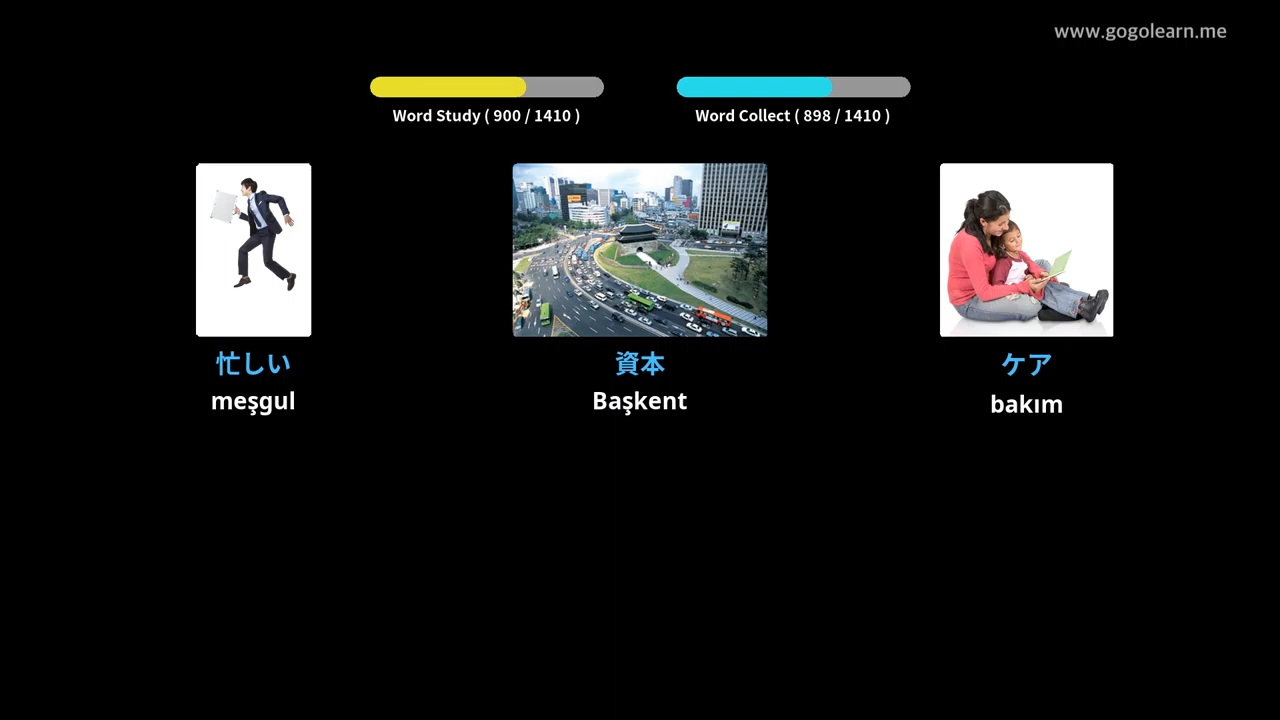 www.gogolearn.me
Word Study ( 900 / 1410 )
Word Collect ( 898 / 1410 )
忙しい
meşgul
資本
Başkent
ケア
bakım